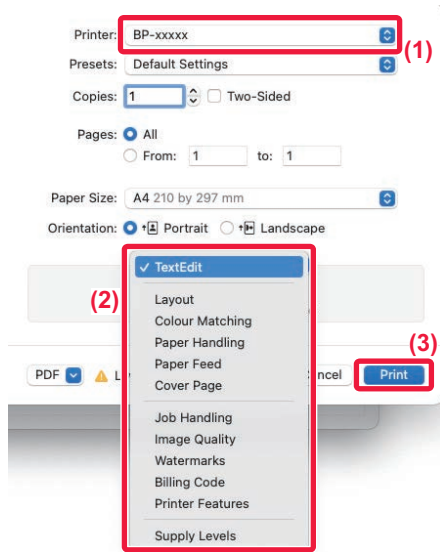 Printer: BP-xxxxx
(1)
Presets: Default Settings
Copies: 1 Two-Sided
Pages: All
From: 1 to: 1
Paper Size: A4 210 by 297 mm
Orientation: Portrait Landscape
(2)
✓ TextEdit
Layout
Colour Matching
Paper Handling
Paper Feed
Cover Page
Job Handling
Image Quality
Watermarks
Billing Code
Printer Features
Supply Levels
(3)
PDF L ncel Print